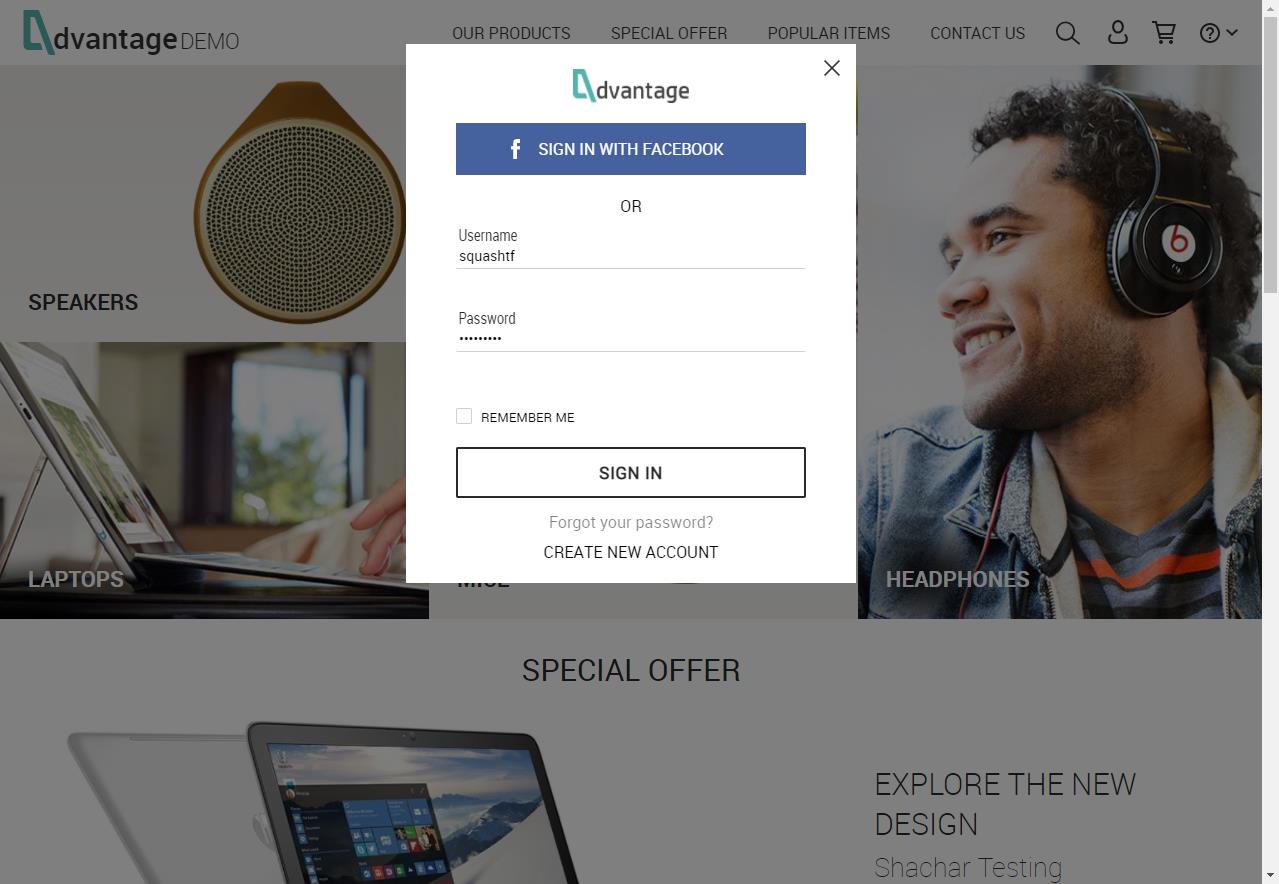 dvantage DEMO
OUR PRODUCTS
SPECIAL OFFER
POPULAR ITEMS
CONTACT US
dvantage
SIGN IN WITH FACEBOOK
OR
Username
squashtf
Password
•••••••••
REMEMBER ME
SIGN IN
Forgot your password?
CREATE NEW ACCOUNT
SPEAKERS
LAPTOPS
MICE
HEADPHONES
SPECIAL OFFER
EXPLORE THE NEW
DESIGN
Shachar Testing